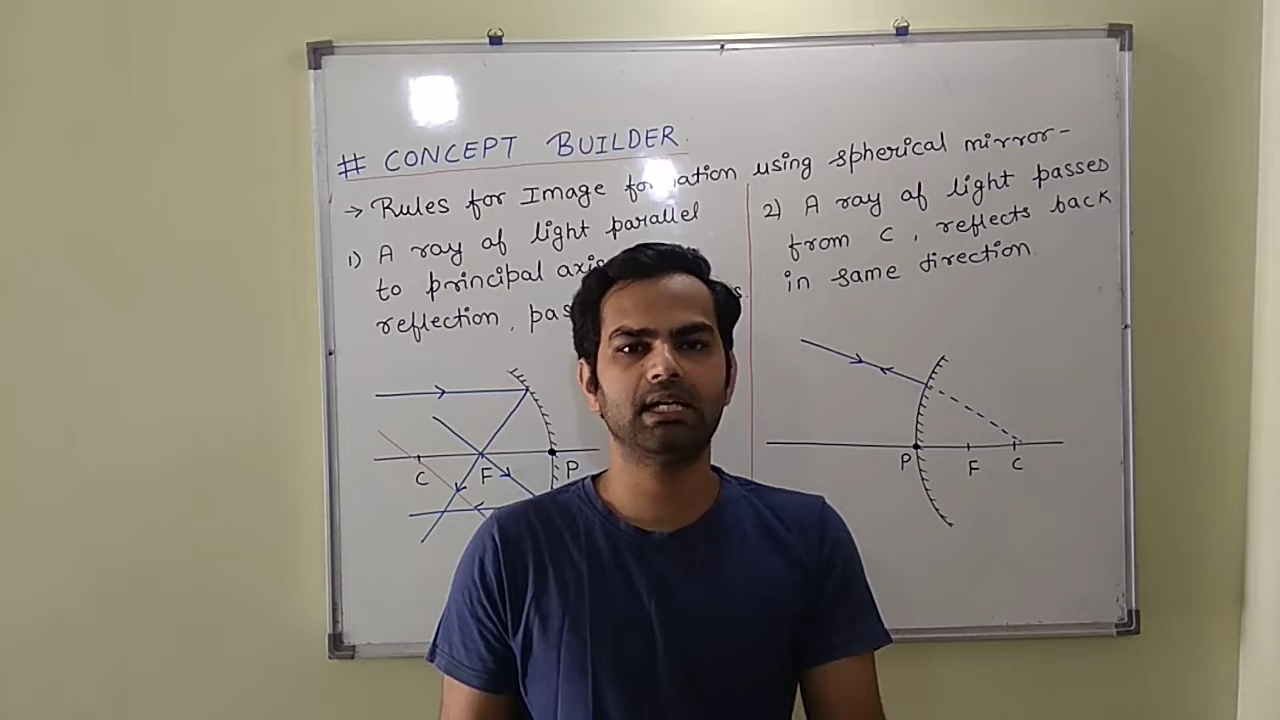 # CONCEPT BUILDER
→ Rules for Image for ation using spherical mirror-
1) A ray of light parallel
to principal axis
reflection, pas s.
2) A ray of light passes
from C, reflects back
in same direction.
C F P
P F C